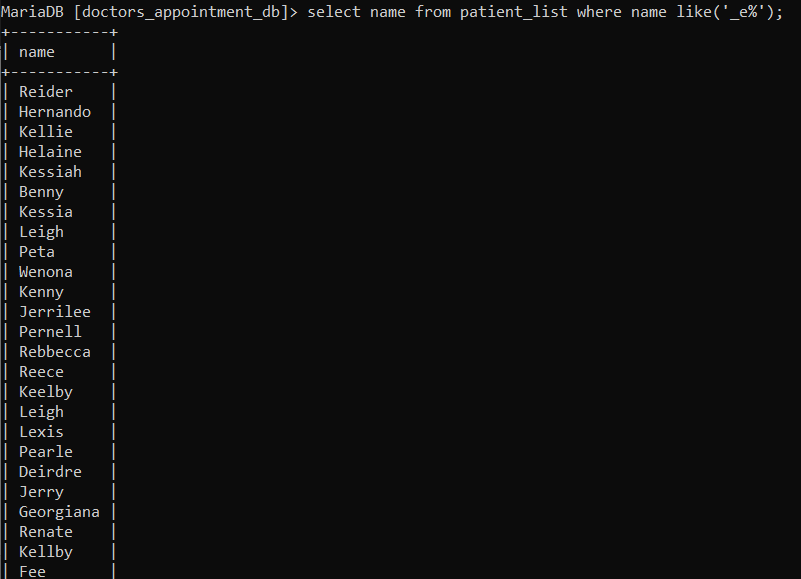 MariaDB [doctors_appointment_db]> select name from patient_list where name like('_e%');
+-----------+
| name      |
+-----------+
| Reider    |
| Hernando  |
| Kellie    |
| Helaine   |
| Kessiah   |
| Benny     |
| Kessia    |
| Leigh     |
| Peta      |
| Wenona    |
| Kenny     |
| Jerrilee  |
| Pernell   |
| Rebbecca  |
| Reece     |
| Keelby    |
| Leigh     |
| Lexis     |
| Pearle    |
| Deirdre   |
| Jerry     |
| Georgiana |
| Renate    |
| Kellby    |
| Fee       |